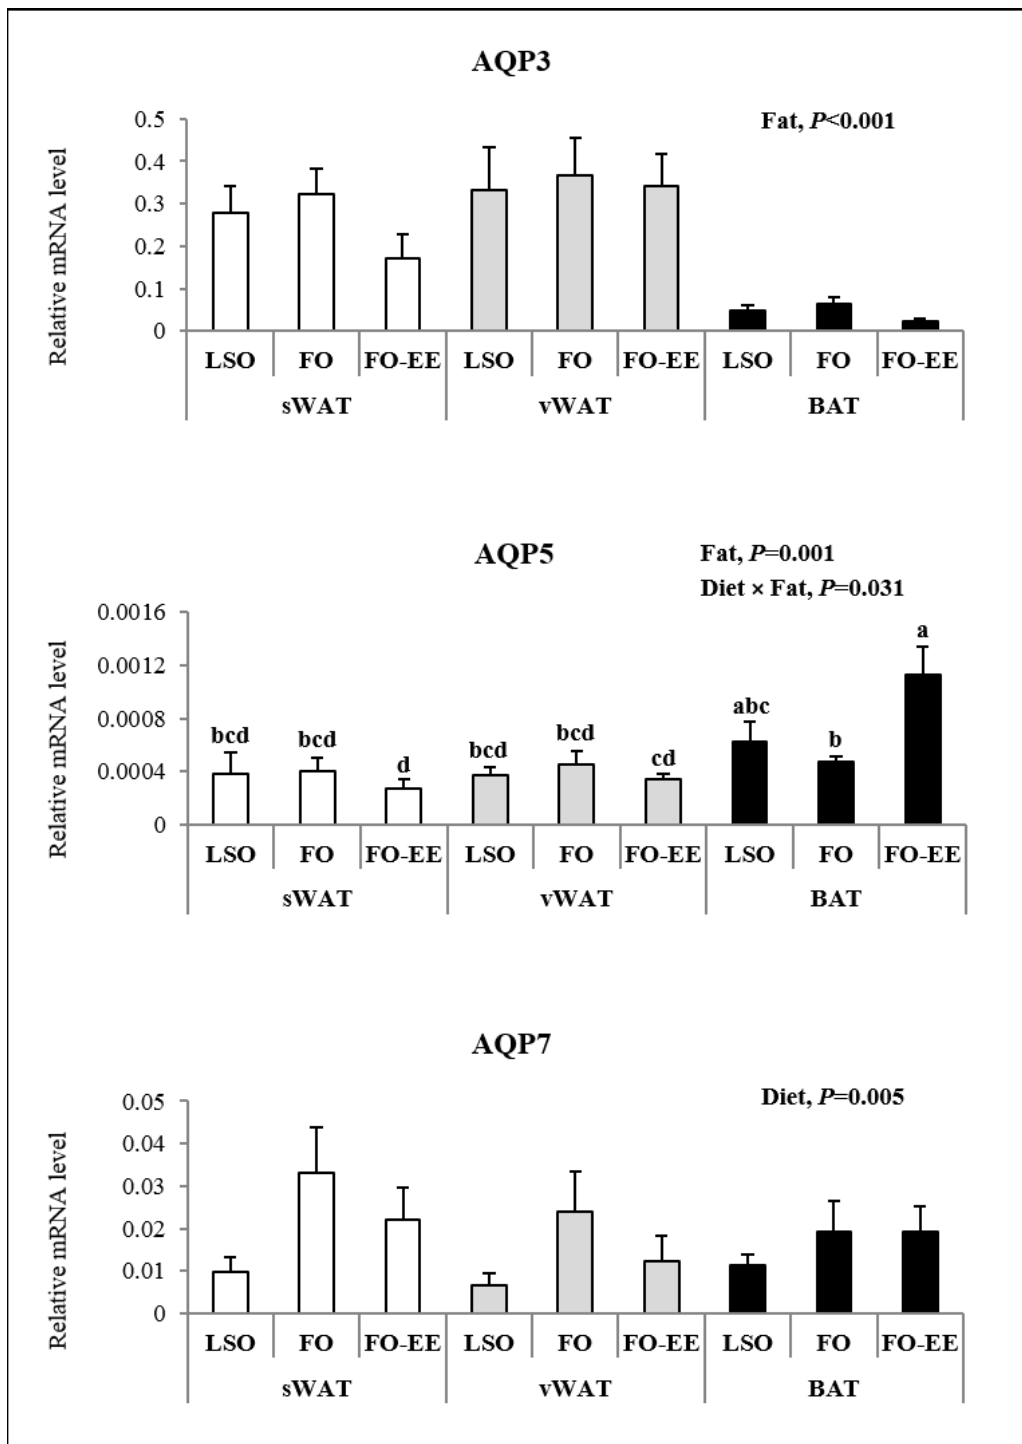 AQP3
Fat, P<0.001
Relative mRNA level
0.5
0.4
0.3
0.2
0.1
0
LSO FO FO-EE LSO FO FO-EE LSO FO FO-EE
sWAT vWAT BAT
AQP5
Fat, P=0.001
Diet × Fat, P=0.031
Relative mRNA level
0.0016
0.0012
0.0008
0.0004
0
bcd bcd d bcd bcd cd abc b a
LSO FO FO-EE LSO FO FO-EE LSO FO FO-EE
sWAT vWAT BAT
AQP7
Diet, P=0.005
Relative mRNA level
0.05
0.04
0.03
0.02
0.01
0
LSO FO FO-EE LSO FO FO-EE LSO FO FO-EE
sWAT vWAT BAT